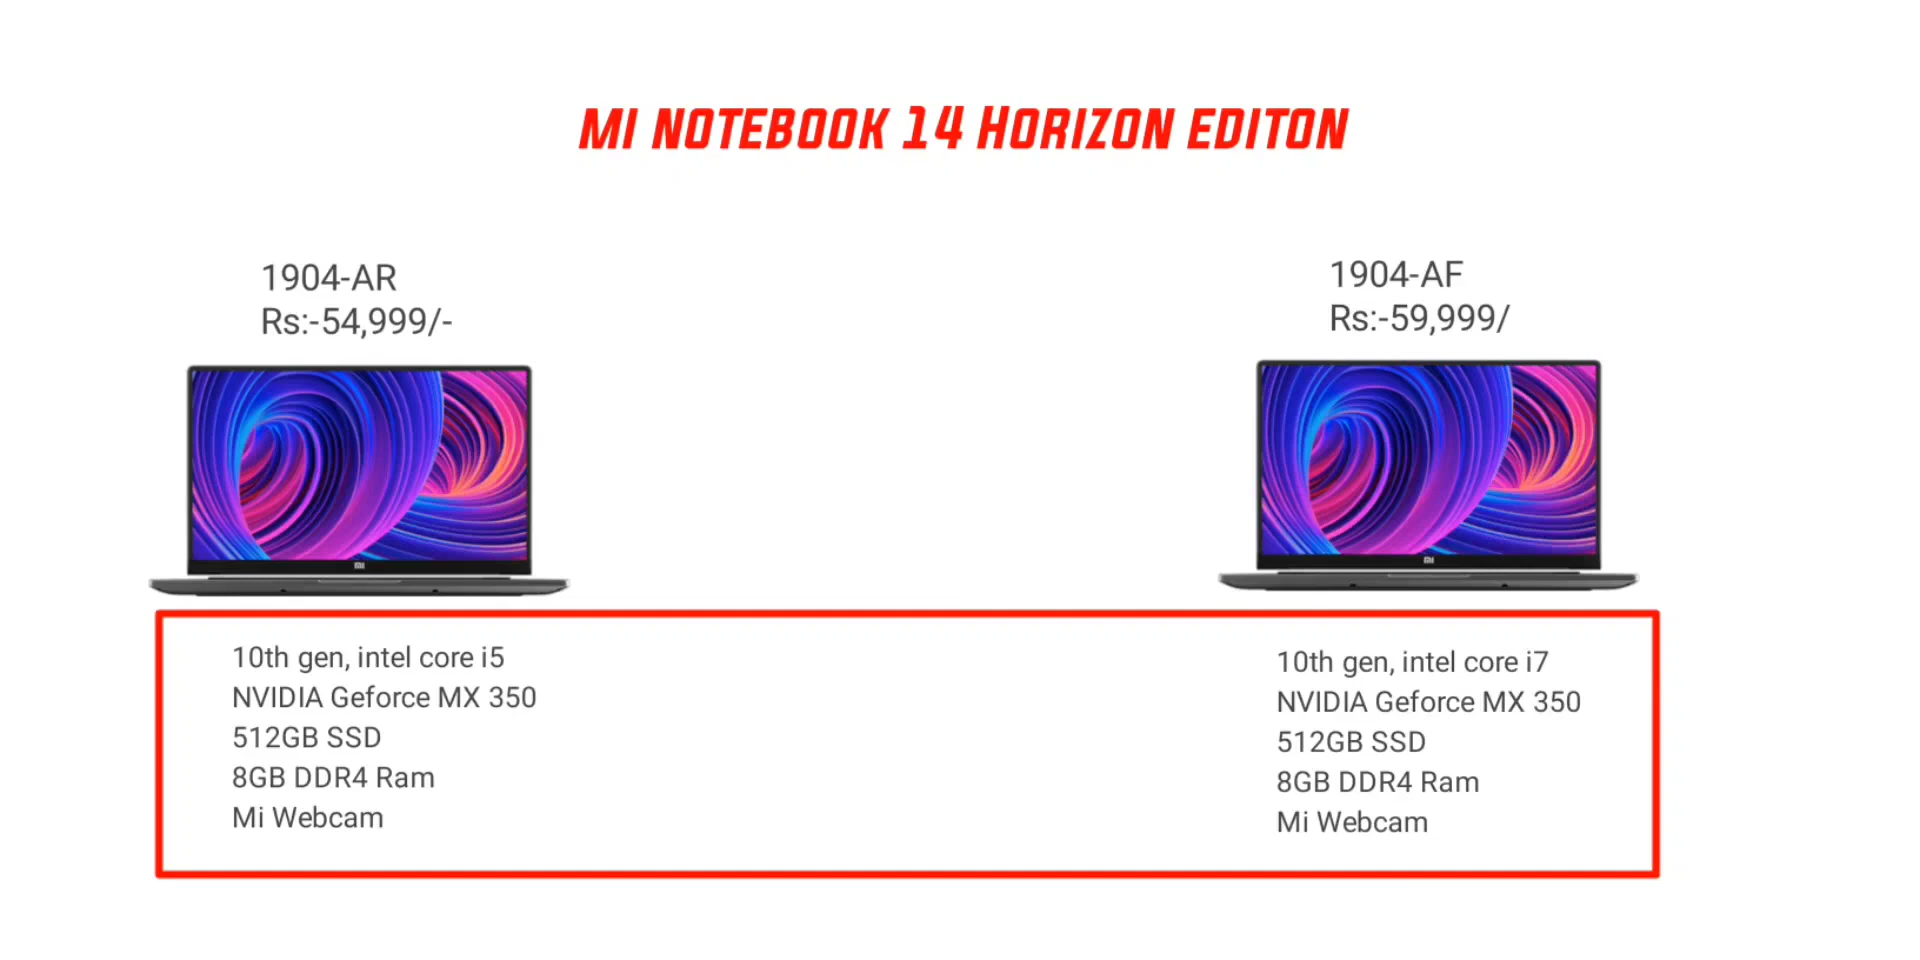 MI NOTEBOOK 14 HORIZON EDITON
1904-AR
Rs:-54,999/-
1904-AF
Rs:-59,999/
mi
mi
10th gen, intel core i5
NVIDIA Geforce MX 350
512GB SSD
8GB DDR4 Ram
Mi Webcam
10th gen, intel core i7
NVIDIA Geforce MX 350
512GB SSD
8GB DDR4 Ram
Mi Webcam